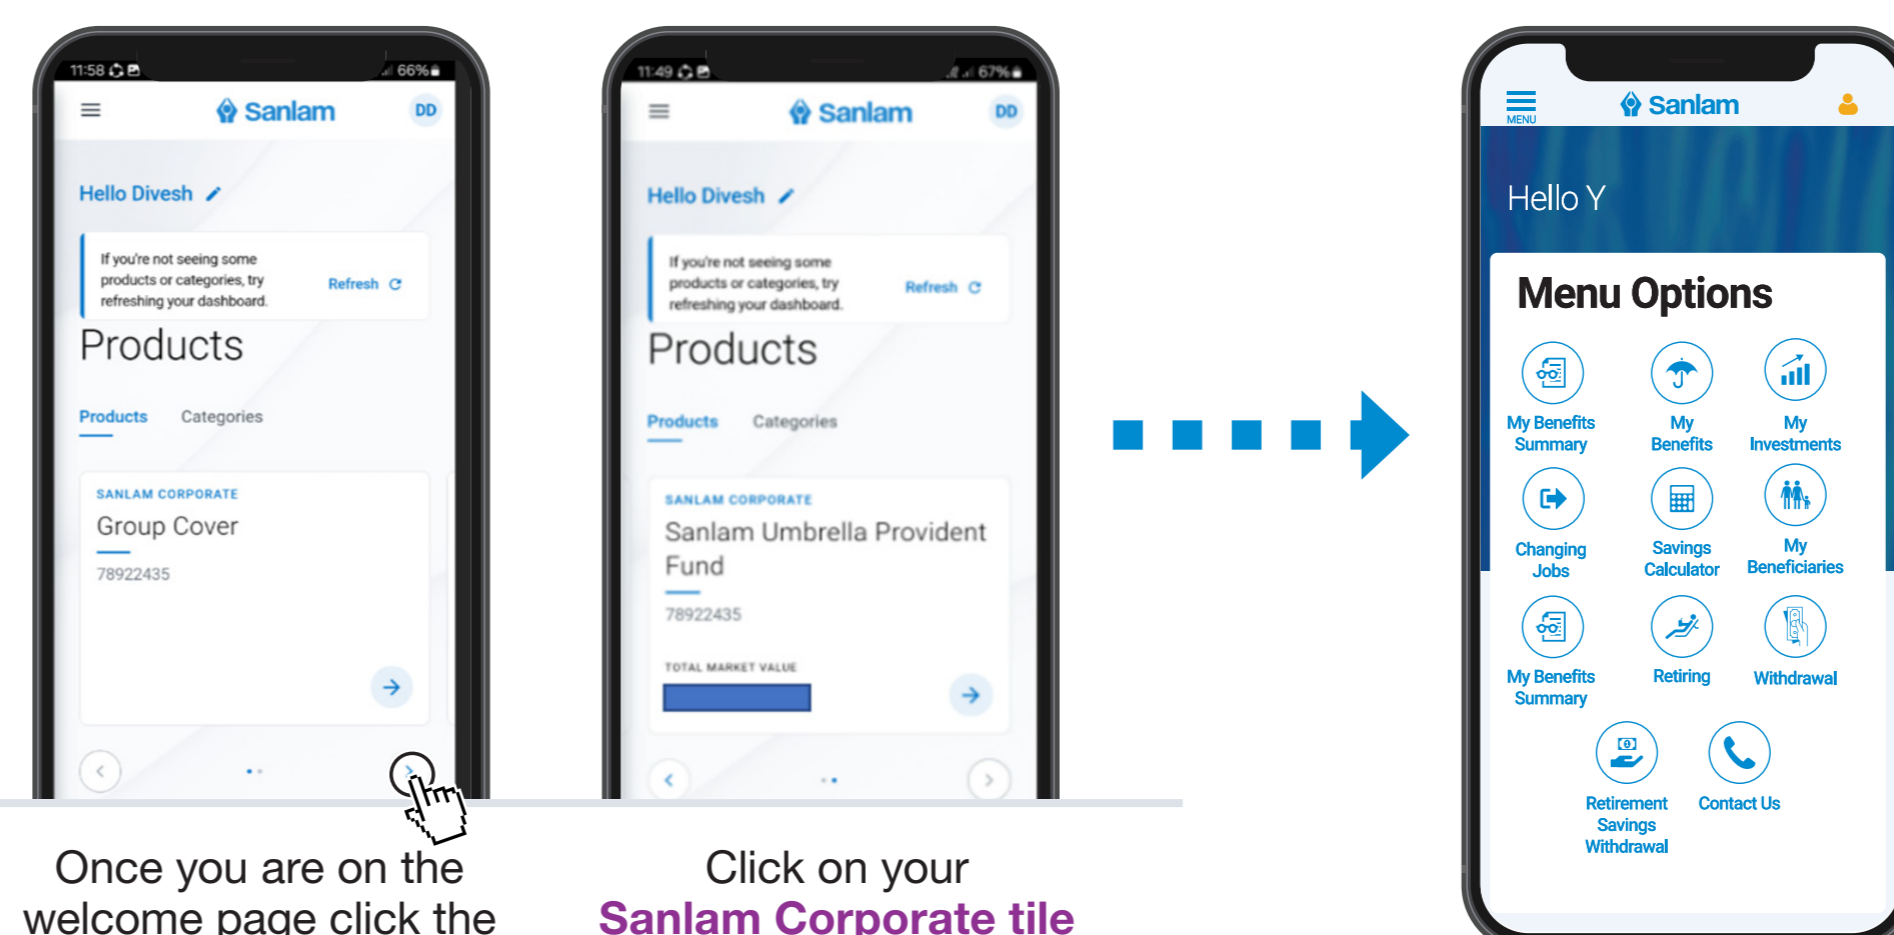 11:58
66%
Sanlam
DD
Hello Divesh
If you're not seeing some
products or categories, try
refreshing your dashboard.
Refresh
Products
Products Categories
SANLAM CORPORATE
Group Cover
78922435
Once you are on the
welcome page click the
11:49
67%
Sanlam
DD
Hello Divesh
If you're not seeing some
products or categories, try
refreshing your dashboard.
Refresh
Products
Products Categories
SANLAM CORPORATE
Sanlam Umbrella Provident
Fund
78922435
TOTAL MARKET VALUE
Click on your
Sanlam Corporate tile
MENU
Sanlam
Hello Y
Menu Options
My Benefits
Summary
My
Benefits
My
Investments
Changing
Jobs
Savings
Calculator
My
Beneficiaries
My Benefits
Summary
Retiring
Withdrawal
Retirement
Savings
Withdrawal
Contact Us